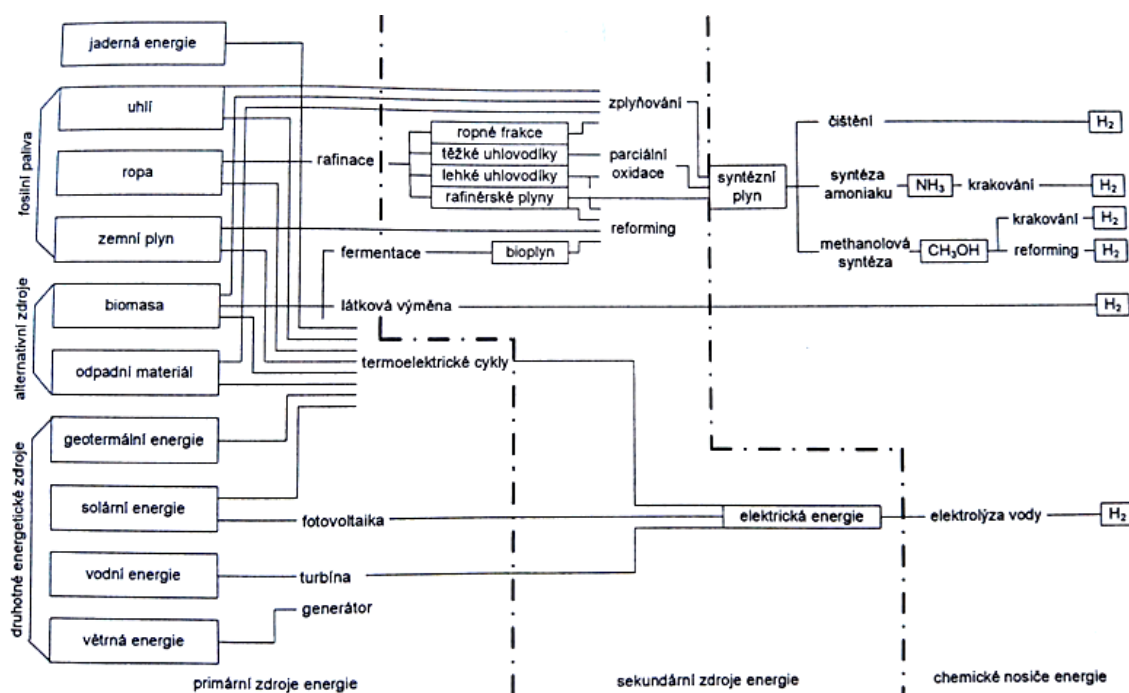 jaderná energie
fosilní paliva
uhlí
ropa
zemní plyn
alternativní zdroje
biomasa
odpadní materiál
druhotné energetické zdroje
geotermální energie
solární energie
vodní energie
větrná energie
rafinace
fermentace
látková výměna
termoelektrické cykly
fotovoltaika
turbína
generátor
ropné frakce
těžké uhlovodíky
lehké uhlovodíky
rafinérské plyny
bioplyn
zplyňování
parciální
oxidace
reforming
syntézní
plyn
elektrická energie
čištění
H₂
syntéza
amoniaku
NH₃
krakování
H₂
methanolová
syntéza
CH₃OH
krakování
H₂
reforming
H₂
H₂
elektrolýza vody
H₂
primární zdroje energie
sekundární zdroje energie
chemické nosiče energie